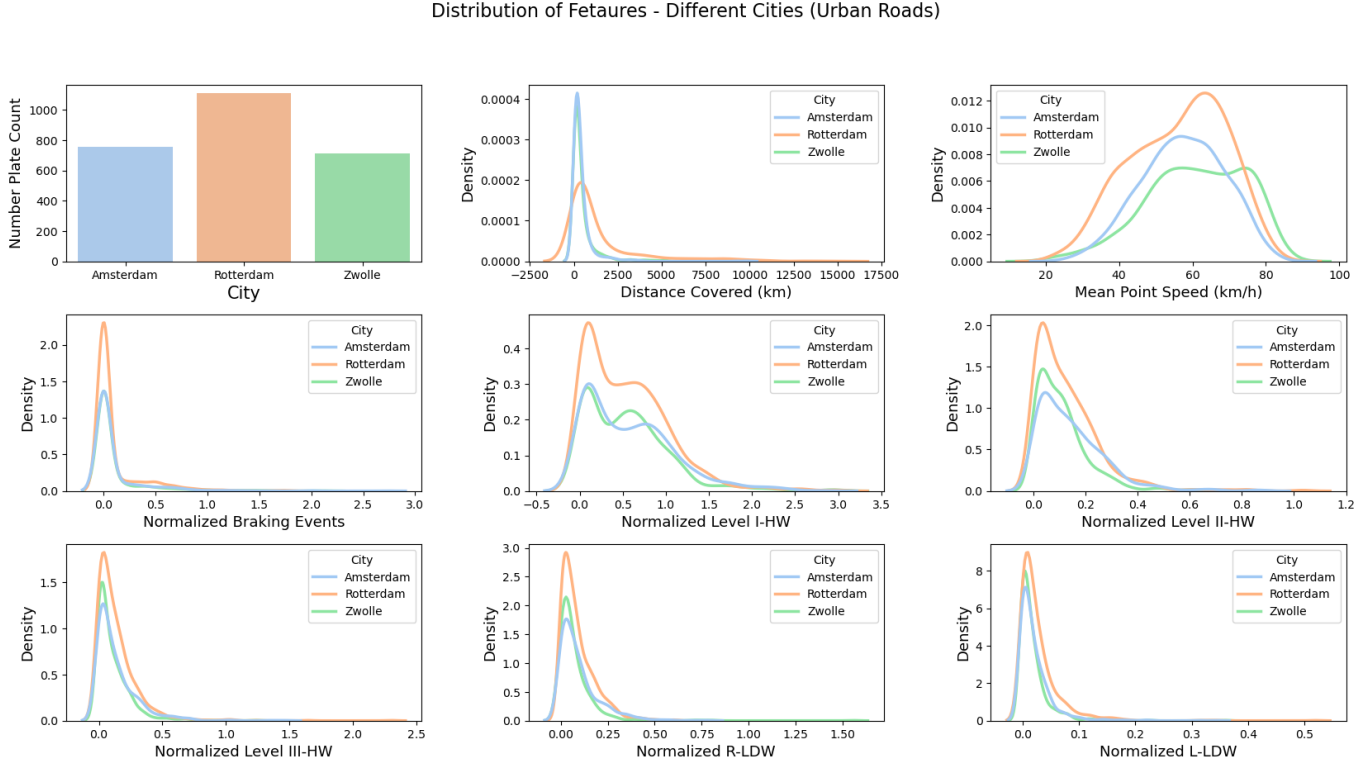 Distribution of Fetaures - Different Cities (Urban Roads)
Number Plate Count
1000
800
600
400
200
0
Amsterdam Rotterdam Zwolle
City
Density
0.0004
0.0003
0.0002
0.0001
0.0000
City
Amsterdam
Rotterdam
Zwolle
−2500 0 2500 5000 7500 10000 12500 15000 17500
Distance Covered (km)
Density
0.012
0.010
0.008
0.006
0.004
0.002
0.000
City
Amsterdam
Rotterdam
Zwolle
20 40 60 80 100
Mean Point Speed (km/h)
Density
2.0
1.5
1.0
0.5
0.0
City
Amsterdam
Rotterdam
Zwolle
0.0 0.5 1.0 1.5 2.0 2.5 3.0
Normalized Braking Events
Density
0.4
0.3
0.2
0.1
0.0
City
Amsterdam
Rotterdam
Zwolle
−0.5 0.0 0.5 1.0 1.5 2.0 2.5 3.0 3.5
Normalized Level I-HW
Density
2.0
1.5
1.0
0.5
0.0
City
Amsterdam
Rotterdam
Zwolle
0.0 0.2 0.4 0.6 0.8 1.0 1.2
Normalized Level II-HW
Density
1.5
1.0
0.5
0.0
City
Amsterdam
Rotterdam
Zwolle
0.0 0.5 1.0 1.5 2.0 2.5
Normalized Level III-HW
Density
3.0
2.5
2.0
1.5
1.0
0.5
0.0
City
Amsterdam
Rotterdam
Zwolle
0.00 0.25 0.50 0.75 1.00 1.25 1.50
Normalized R-LDW
Density
8
6
4
2
0
City
Amsterdam
Rotterdam
Zwolle
0.0 0.1 0.2 0.3 0.4 0.5
Normalized L-LDW